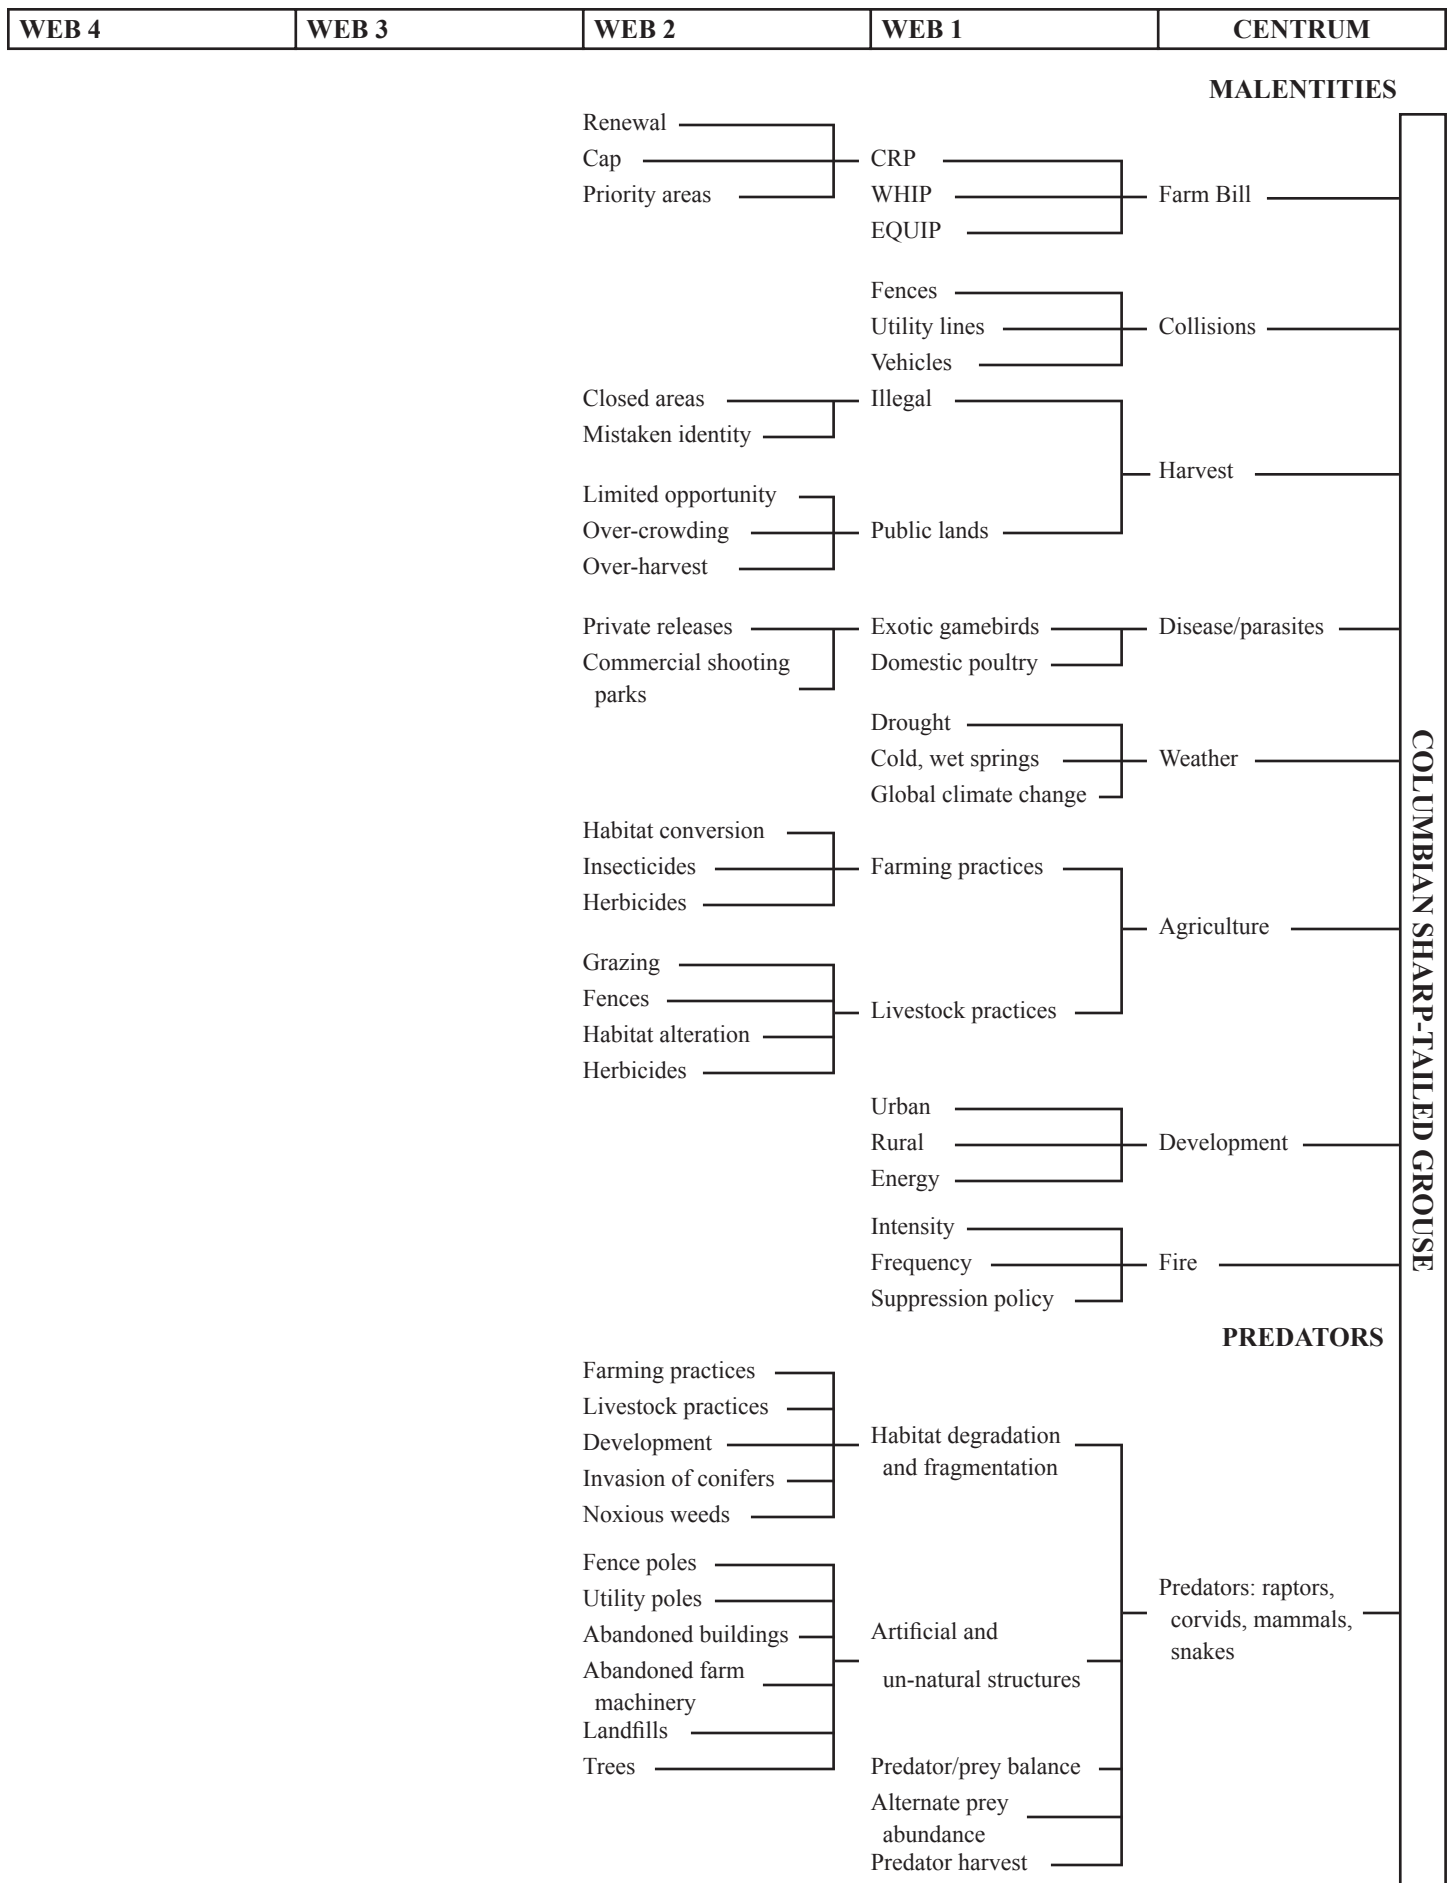 WEB 4 WEB 3 WEB 2 WEB 1 CENTRUM
MALENTITIES
Renewal
Cap CRP
Priority areas WHIP Farm Bill
EQUIP
Fences
Utility lines Collisions
Vehicles
Closed areas Illegal
Mistaken identity
Harvest
Limited opportunity
Over-crowding Public lands
Over-harvest
Private releases Exotic gamebirds Disease/parasites
Commercial shooting Domestic poultry
parks
Drought
Cold, wet springs Weather
Global climate change
Habitat conversion
Insecticides Farming practices
Herbicides
Agriculture
Grazing
Fences
Livestock practices
Habitat alteration
Herbicides
Urban
Rural Development
Energy
Intensity
Frequency Fire
Suppression policy
COLUMBIAN SHARP-TAILED GROUSE
PREDATORS
Farming practices
Livestock practices
Development Habitat degradation
and fragmentation
Invasion of conifers
Noxious weeds
Fence poles
Utility poles Predators: raptors,
corvids, mammals,
Abandoned buildings Artificial and
snakes
Abandoned farm un-natural structures
machinery
Landfills
Trees Predator/prey balance
Alternate prey
abundance
Predator harvest